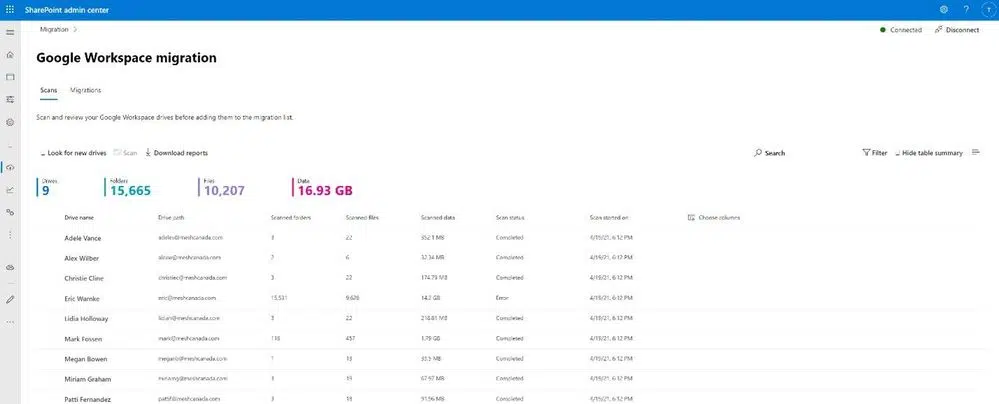 SharePoint admin center
?
T
Migration >
Connected Disconnect
Google Workspace migration
Scans Migrations
Scan and review your Google Workspace drives before adding them to the migration list.
Look for new drives Scan Download reports Search Filter Hide table summary
Drives Folders Files Data
9 15,665 10,207 16.93 GB
Drive name Drive path Scanned folders Scanned files Scanned data Scan status Scan started on Choose columns
Adele Vance adelev@meshcanada.com 3 22 352.1 MB Completed 4/19/21, 6:12 PM
Alex Wilber alexw@meshcanada.com 2 6 32.34 MB Completed 4/19/21, 6:12 PM
Christie Cline christiec@meshcanada.com 3 22 174.79 MB Completed 4/19/21, 6:12 PM
Eric Warnke eric@meshcanada.com 15,531 9,628 14.2 GB Error 4/19/21, 6:12 PM
Lidia Holloway lidiah@meshcanada.com 3 22 218.81 MB Completed 4/19/21, 6:12 PM
Mark Fossen mark@meshcanada.com 118 457 1.79 GB Completed 4/19/21, 6:12 PM
Megan Bowen meganb@meshcanada.com 1 13 Completed 4/19/21, 6:12 PM
Miriam Graham miriamg@meshcanada.com 3 19 67.97 MB Completed 4/19/21, 6:12 PM
Patti Fernandez pattif@meshcanada.com 3 18 91.96 MB Completed 4/19/21, 6:12 PM